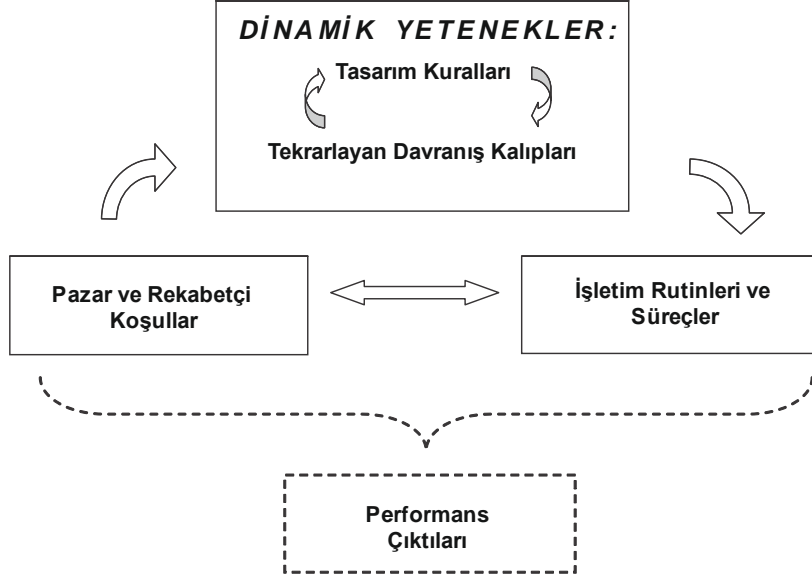 DİNAMİK YETENEKLER:
Tasarım Kuralları
Tekrarlayan Davranış Kalıpları
Pazar ve Rekabetçi
Koşullar
İşletim Rutinleri ve
Süreçler
Performans
Çıktıları